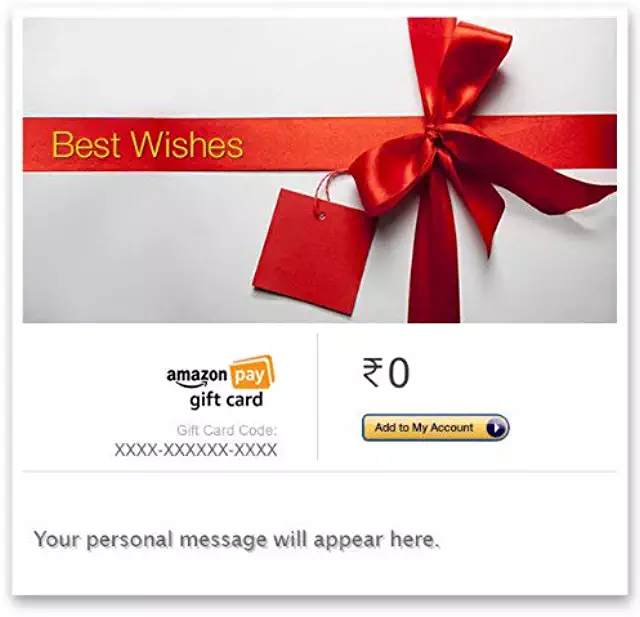 Best Wishes
amazon pay
gift card
Gift Card Code:
XXXX-XXXXXX-XXXX
₹0
Add to My Account
Your personal message will appear here.